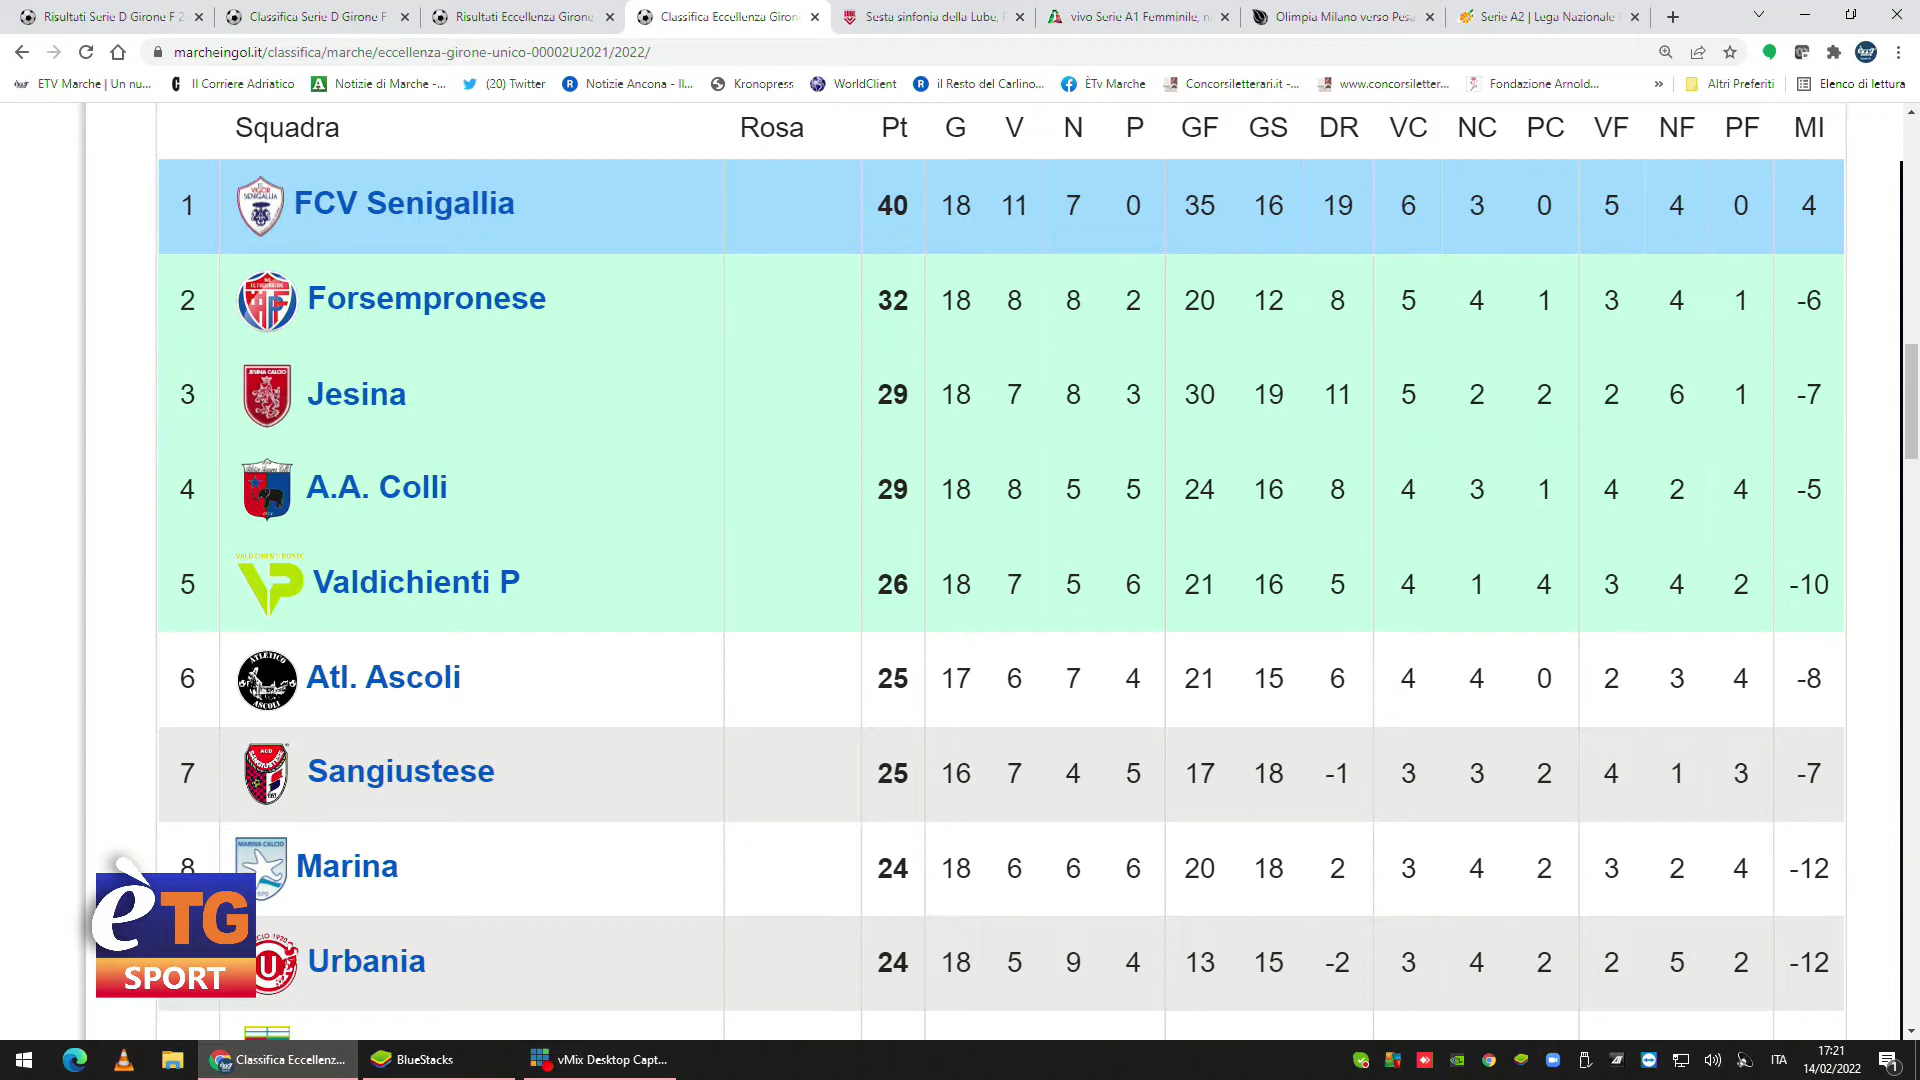 Risultati Serie D Girone F 2
Classifica Serie D Girone F
Risultati Eccellenza Girone
Classifica Eccellenza Giron
Sesta sinfonia della Lube, F
vivo Serie A1 Femminile, n
Olimpia Milano verso Pesa
Serie A2 | Lega Nazionale
marcheingol.it/classifica/marche/eccellenza-girone-unico-00002U2021/2022/
ETV Marche | Un nu...
Il Corriere Adriatico
Notizie di Marche -...
(20) Twitter
Notizie Ancona - Il...
Kronopress
WorldClient
il Resto del Carlino...
ÈTv Marche
Concorsiletterari.it -...
www.concorsiletter...
Fondazione Arnold...
»
Altri Preferiti
Elenco di lettura
Squadra Rosa Pt G V N P GF GS DR VC NC PC VF NF PF MI
1 FCV Senigallia 40 18 11 7 0 35 16 19 6 3 0 5 4 0 4
2 Forsempronese 32 18 8 8 2 20 12 8 5 4 1 3 4 1 -6
3 Jesina 29 18 7 8 3 30 19 11 5 2 2 2 6 1 -7
4 A.A. Colli 29 18 8 5 5 24 16 8 4 3 1 4 2 4 -5
5 Valdichienti P 26 18 7 5 6 21 16 5 4 1 4 3 4 2 -10
6 Atl. Ascoli 25 17 6 7 4 21 15 6 4 4 0 2 3 4 -8
7 Sangiustese 25 16 7 4 5 17 18 -1 3 3 2 4 1 3 -7
8 Marina 24 18 6 6 6 20 18 2 3 4 2 3 2 4 -12
Urbania 24 18 5 9 4 13 15 -2 3 4 2 2 5 2 -12
èTG
SPORT
Classifica Eccellenz...
BlueStacks
vMix Desktop Capt...
ITA
17:21
14/02/2022
1